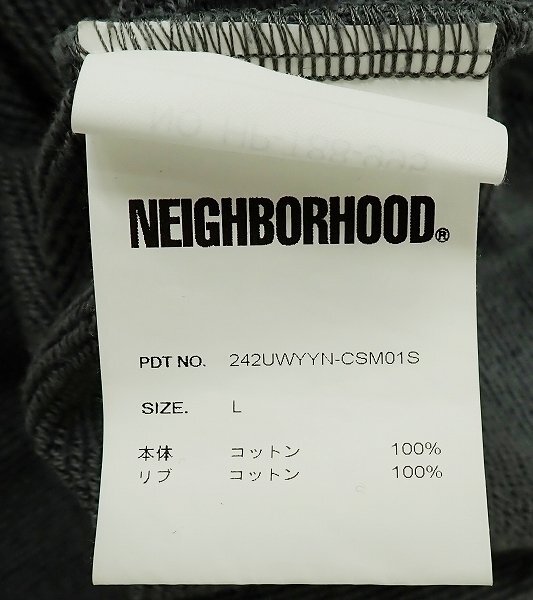 NEIGHBORHOOD®
PDT NO. 242UWYYN-CSM01S
SIZE. L
本体 コットン 100%
リブ コットン 100%